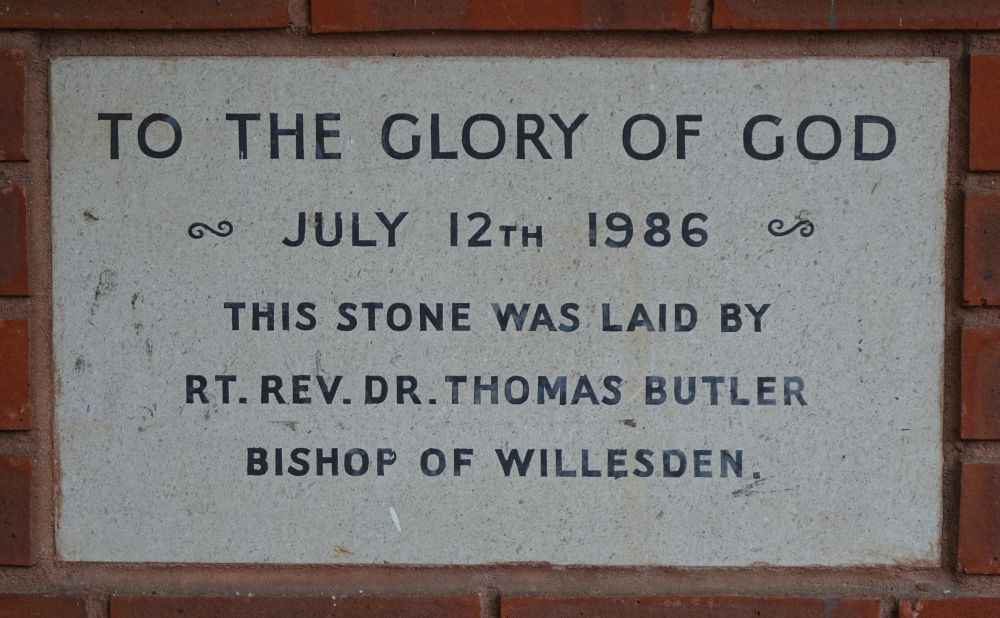 TO THE GLORY OF GOD
JULY 12TH 1986
THIS STONE WAS LAID BY
RT. REV. DR. THOMAS BUTLER
BISHOP OF WILLESDEN.